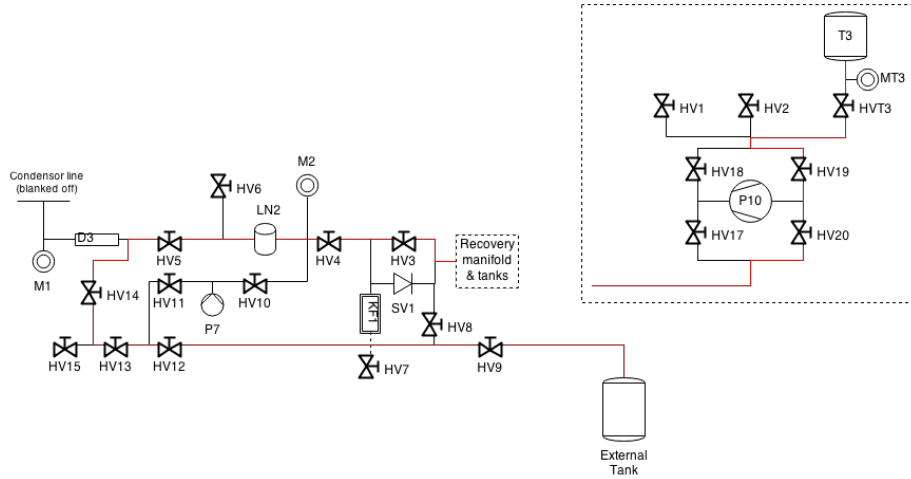 T3
MT3
HV1
HV2
HVT3
M2
Condensor line
(blanked off)
HV6
LN2
HV18
HV19
P10
D3
HV5
HV4
HV3
Recovery
manifold
& tanks
HV17
HV20
M1
HV14
HV11
HV10
SV1
KF1
P7
HV8
HV15
HV13
HV12
HV7
HV9
External
Tank